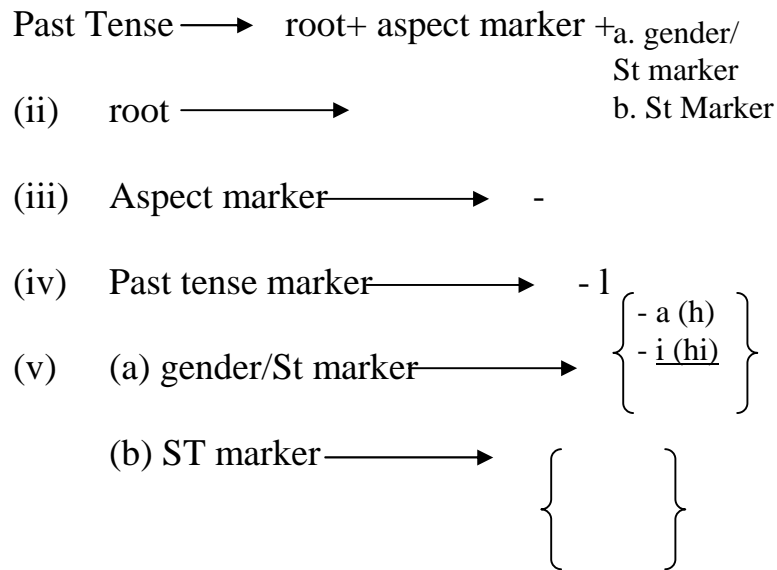 Past Tense → root+ aspect marker + a. gender/
St marker
b. St Marker
(ii) root →
(iii) Aspect marker → -
(iv) Past tense marker → - l
(v) (a) gender/St marker → { - a (h)
- i (hi) }
(b) ST marker → { }